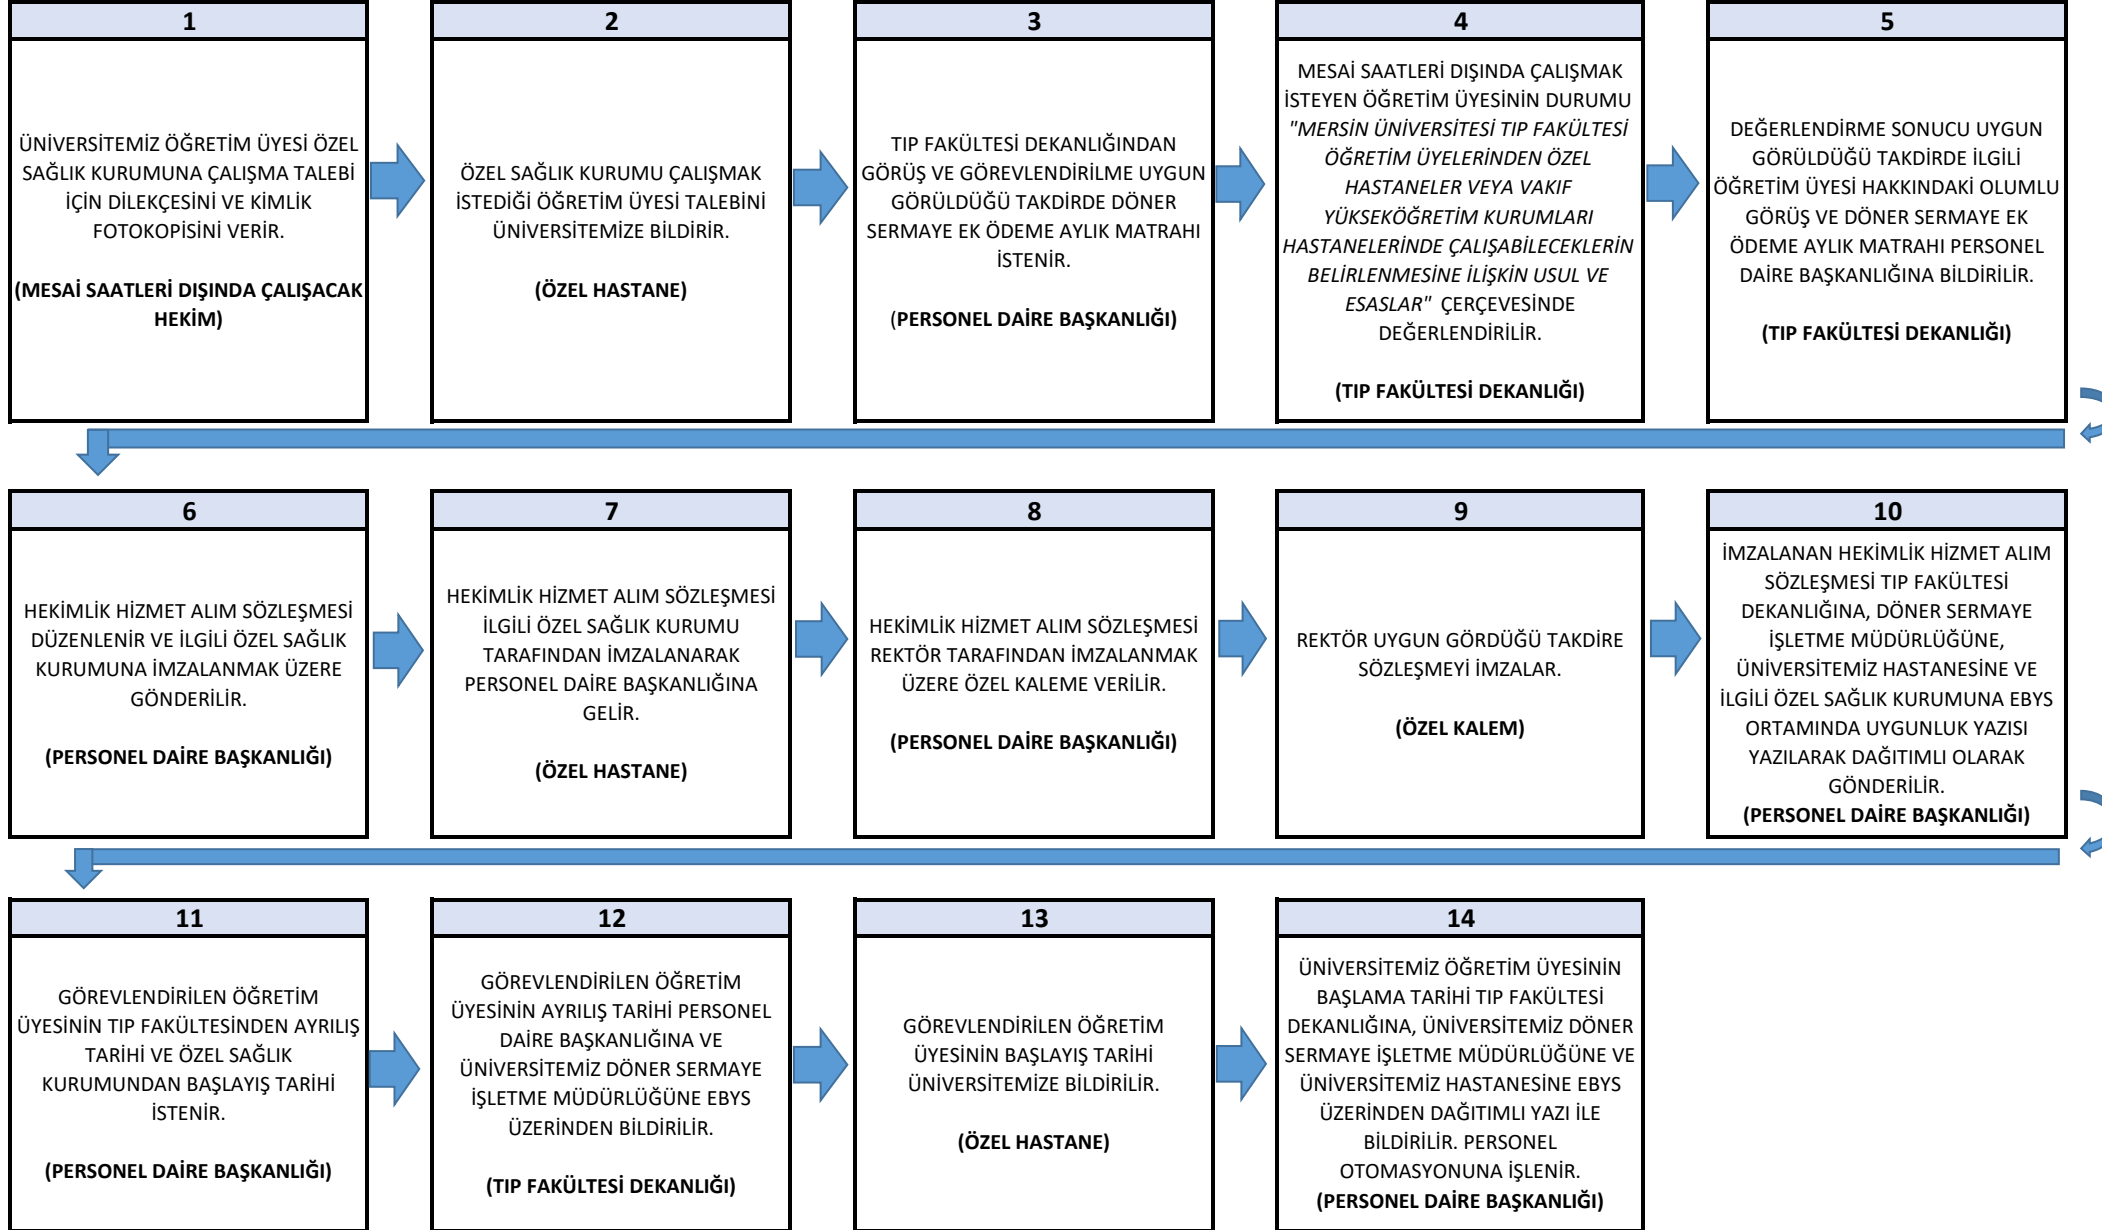 1
ÜNİVERSİTEMİZ ÖĞRETİM ÜYESİ ÖZEL
SAĞLIK KURUMUNA ÇALIŞMA TALEBİ
İÇİN DİLEKÇESİNİ VE KİMLİK
FOTOKOPİSİNİ VERİR.
(MESAİ SAATLERİ DIŞINDA ÇALIŞACAK
HEKİM)
2
ÖZEL SAĞLIK KURUMU ÇALIŞMAK
İSTEDİĞİ ÖĞRETİM ÜYESİ TALEBİNİ
ÜNİVERSİTEMİZE BİLDİRİR.
(ÖZEL HASTANE)
3
TIP FAKÜLTESİ DEKANLIĞINDAN
GÖRÜŞ VE GÖREVLENDİRİLME UYGUN
GÖRÜLDÜĞÜ TAKDİRDE DÖNER
SERMAYE EK ÖDEME AYLIK MATRAHI
İSTENİR.
(PERSONEL DAİRE BAŞKANLIĞI)
4
MESAİ SAATLERİ DIŞINDA ÇALIŞMAK
İSTEYEN ÖĞRETİM ÜYESİNİN DURUMU
"MERSİN ÜNİVERSİTESİ TIP FAKÜLTESİ
ÖĞRETİM ÜYELERİNDEN ÖZEL
HASTANELER VEYA VAKIF
YÜKSEKÖĞRETİM KURUMLARI
HASTANELERİNDE ÇALIŞABİLECEKLERİN
BELİRLENMESİNE İLİŞKİN USUL VE
ESASLAR" ÇERÇEVESİNDE
DEĞERLENDİRİLİR.
(TIP FAKÜLTESİ DEKANLIĞI)
5
DEĞERLENDİRME SONUCU UYGUN
GÖRÜLDÜĞÜ TAKDİRDE İLGİLİ
ÖĞRETİM ÜYESİ HAKKINDAKİ OLUMLU
GÖRÜŞ VE DÖNER SERMAYE EK
ÖDEME AYLIK MATRAHI PERSONEL
DAİRE BAŞKANLIĞINA BİLDİRİLİR.
(TIP FAKÜLTESİ DEKANLIĞI)
6
HEKİMLİK HİZMET ALIM SÖZLEŞMESİ
DÜZENLENİR VE İLGİLİ ÖZEL SAĞLIK
KURUMUNA İMZALANMAK ÜZERE
GÖNDERİLİR.
(PERSONEL DAİRE BAŞKANLIĞI)
7
HEKİMLİK HİZMET ALIM SÖZLEŞMESİ
İLGİLİ ÖZEL SAĞLIK KURUMU
TARAFINDAN İMZALANARAK
PERSONEL DAİRE BAŞKANLIĞINA
GELİR.
(ÖZEL HASTANE)
8
HEKİMLİK HİZMET ALIM SÖZLEŞMESİ
REKTÖR TARAFINDAN İMZALANMAK
ÜZERE ÖZEL KALEME VERİLİR.
(PERSONEL DAİRE BAŞKANLIĞI)
9
REKTÖR UYGUN GÖRDÜĞÜ TAKDİRE
SÖZLEŞMEYİ İMZALAR.
(ÖZEL KALEM)
10
İMZALANAN HEKİMLİK HİZMET ALIM
SÖZLEŞMESİ TIP FAKÜLTESİ
DEKANLIĞINA, DÖNER SERMAYE
İŞLETME MÜDÜRLÜĞÜNE,
ÜNİVERSİTEMİZ HASTANESİNE VE
İLGİLİ ÖZEL SAĞLIK KURUMUNA EBYS
ORTAMINDA UYGUNLUK YAZISI
YAZILARAK DAĞITIMLI OLARAK
GÖNDERİLİR.
(PERSONEL DAİRE BAŞKANLIĞI)
11
GÖREVLENDİRİLEN ÖĞRETİM
ÜYESİNİN TIP FAKÜLTESİNDEN AYRILIŞ
TARİHİ VE ÖZEL SAĞLIK
KURUMUNDAN BAŞLAYIŞ TARİHİ
İSTENİR.
(PERSONEL DAİRE BAŞKANLIĞI)
12
GÖREVLENDİRİLEN ÖĞRETİM
ÜYESİNİN AYRILIŞ TARİHİ PERSONEL
DAİRE BAŞKANLIĞINA VE
ÜNİVERSİTEMİZ DÖNER SERMAYE
İŞLETME MÜDÜRLÜĞÜNE EBYS
ÜZERİNDEN BİLDİRİLİR.
(TIP FAKÜLTESİ DEKANLIĞI)
13
GÖREVLENDİRİLEN ÖĞRETİM
ÜYESİNİN BAŞLAYIŞ TARİHİ
ÜNİVERSİTEMİZE BİLDİRİLİR.
(ÖZEL HASTANE)
14
ÜNİVERSİTEMİZ ÖĞRETİM ÜYESİNİN
BAŞLAMA TARİHİ TIP FAKÜLTESİ
DEKANLIĞINA, ÜNİVERSİTEMİZ DÖNER
SERMAYE İŞLETME MÜDÜRLÜĞÜNE VE
ÜNİVERSİTEMİZ HASTANESİNE EBYS
ÜZERİNDEN DAĞITIMLI YAZI İLE
BİLDİRİLİR. PERSONEL
OTOMASYONUNA İŞLENİR.
(PERSONEL DAİRE BAŞKANLIĞI)